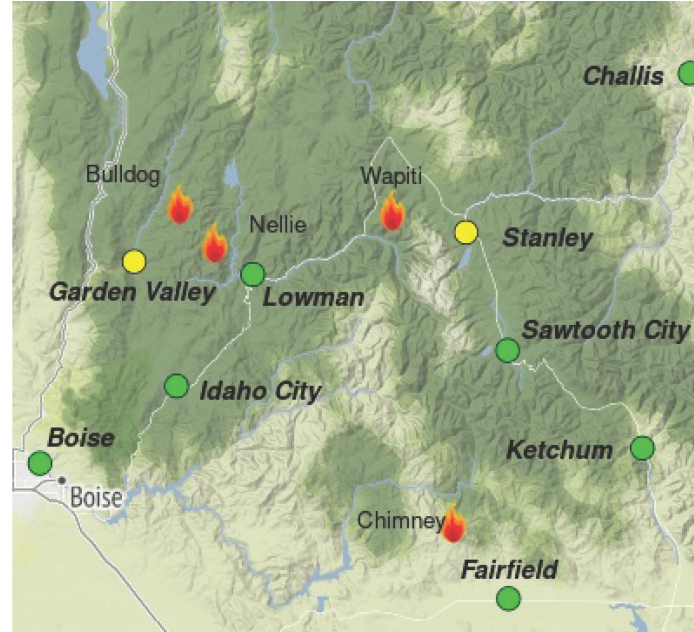 Challis
Bulldog
Wapiti
Nellie
Stanley
Garden Valley
Lowman
Sawtooth City
Idaho City
Boise
Ketchum
Boise
Chimney
Fairfield